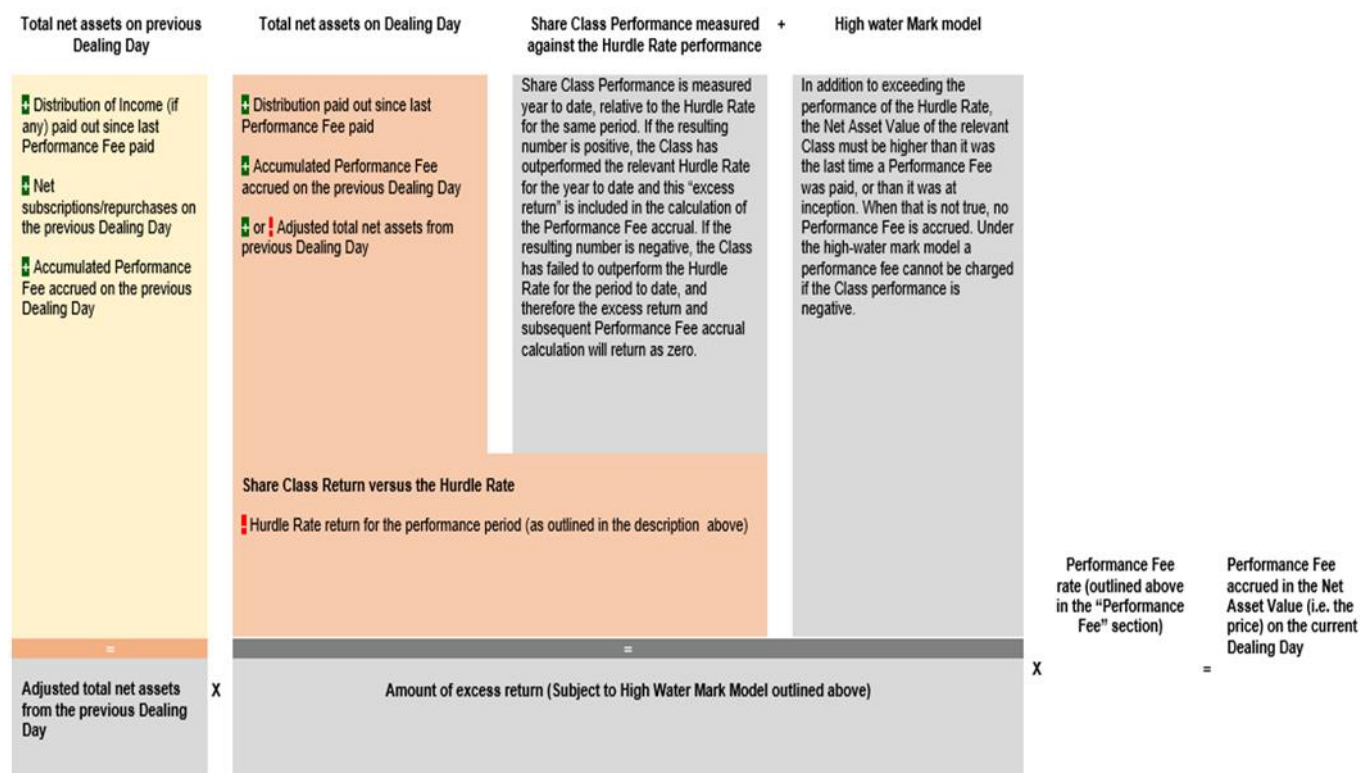 Total net assets on previous
Dealing Day
+ Distribution of Income (if
any) paid out since last
Performance Fee paid
+ Net
subscriptions/repurchases on
the previous Dealing Day
+ Accumulated Performance
Fee accrued on the previous
Dealing Day
=
Adjusted total net assets
from the previous Dealing
Day
X
Total net assets on Dealing Day
+ Distribution paid out since last
Performance Fee paid
+ Accumulated Performance Fee
accrued on the previous Dealing Day
+ or ! Adjusted total net assets from
previous Dealing Day
Share Class Performance measured
against the Hurdle Rate performance
Share Class Performance is measured
year to date, relative to the Hurdle Rate
for the same period. If the resulting
number is positive, the Class has
outperformed the relevant Hurdle Rate
for the year to date and this “excess
return” is included in the calculation of
the Performance Fee accrual. If the
resulting number is negative, the Class
has failed to outperform the Hurdle
Rate for the period to date, and
therefore the excess return and
subsequent Performance Fee accrual
calculation will return as zero.
Share Class Return versus the Hurdle Rate
! Hurdle Rate return for the performance period (as outlined in the description above)
+
High water Mark model
In addition to exceeding the
performance of the Hurdle Rate,
the Net Asset Value of the relevant
Class must be higher than it was
the last time a Performance Fee
was paid, or than it was at
inception. When that is not true, no
Performance Fee is accrued. Under
the high-water mark model a
performance fee cannot be charged
if the Class performance is
negative.
=
Amount of excess return (Subject to High Water Mark Model outlined above)
X
Performance Fee
rate (outlined above
in the “Performance
Fee” section)
=
Performance Fee
accrued in the Net
Asset Value (i.e. the
price) on the current
Dealing Day